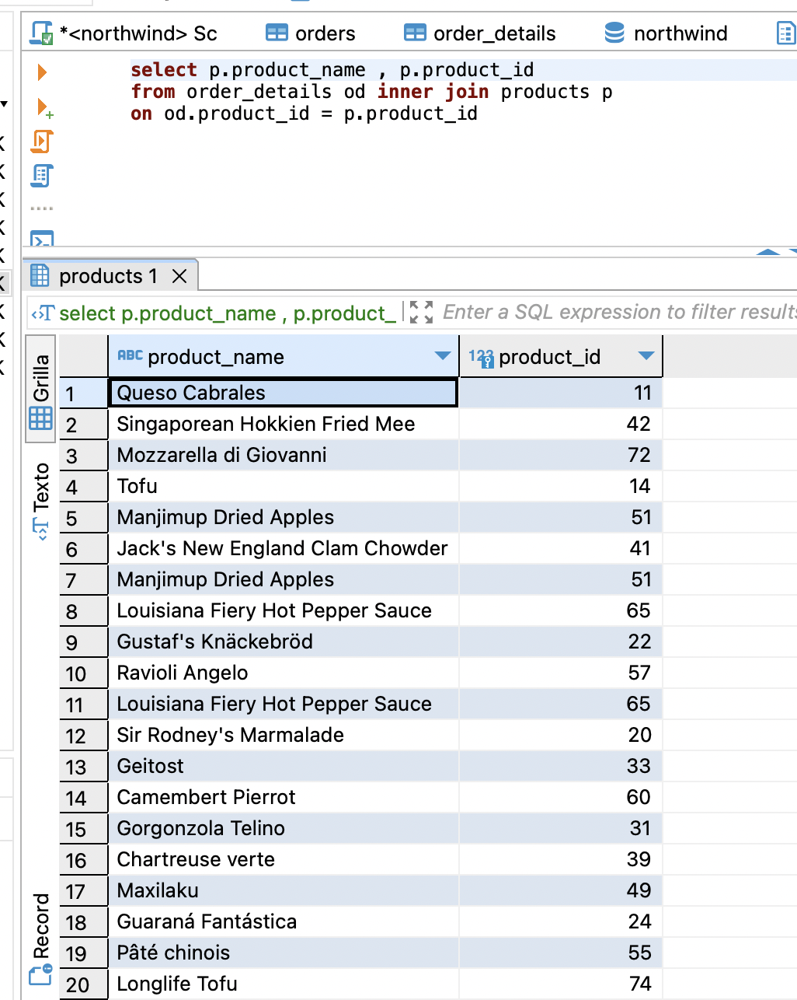 *<northwind> Sc orders order_details northwind
select p.product_name , p.product_id
from order_details od inner join products p
on od.product_id = p.product_id
products 1
select p.product_name , p.product_ Enter a SQL expression to filter results
Grilla
Texto
Record
ABC product_name 123 product_id
1 Queso Cabrales 11
2 Singaporean Hokkien Fried Mee 42
3 Mozzarella di Giovanni 72
4 Tofu 14
5 Manjimup Dried Apples 51
6 Jack's New England Clam Chowder 41
7 Manjimup Dried Apples 51
8 Louisiana Fiery Hot Pepper Sauce 65
9 Gustaf's Knäckebröd 22
10 Ravioli Angelo 57
11 Louisiana Fiery Hot Pepper Sauce 65
12 Sir Rodney's Marmalade 20
13 Geitost 33
14 Camembert Pierrot 60
15 Gorgonzola Telino 31
16 Chartreuse verte 39
17 Maxilaku 49
18 Guaraná Fantástica 24
19 Pâté chinois 55
20 Longlife Tofu 74